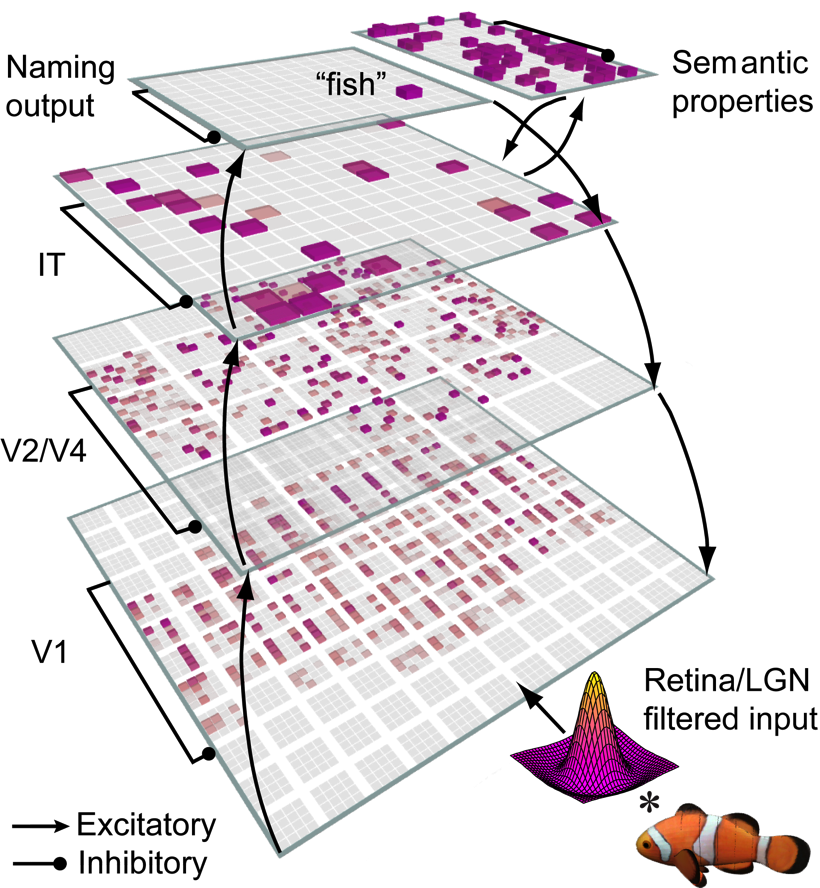 Naming
output
“fish”
Semantic
properties
IT
V2/V4
V1
Retina/LGN
filtered input
*
Excitatory
Inhibitory